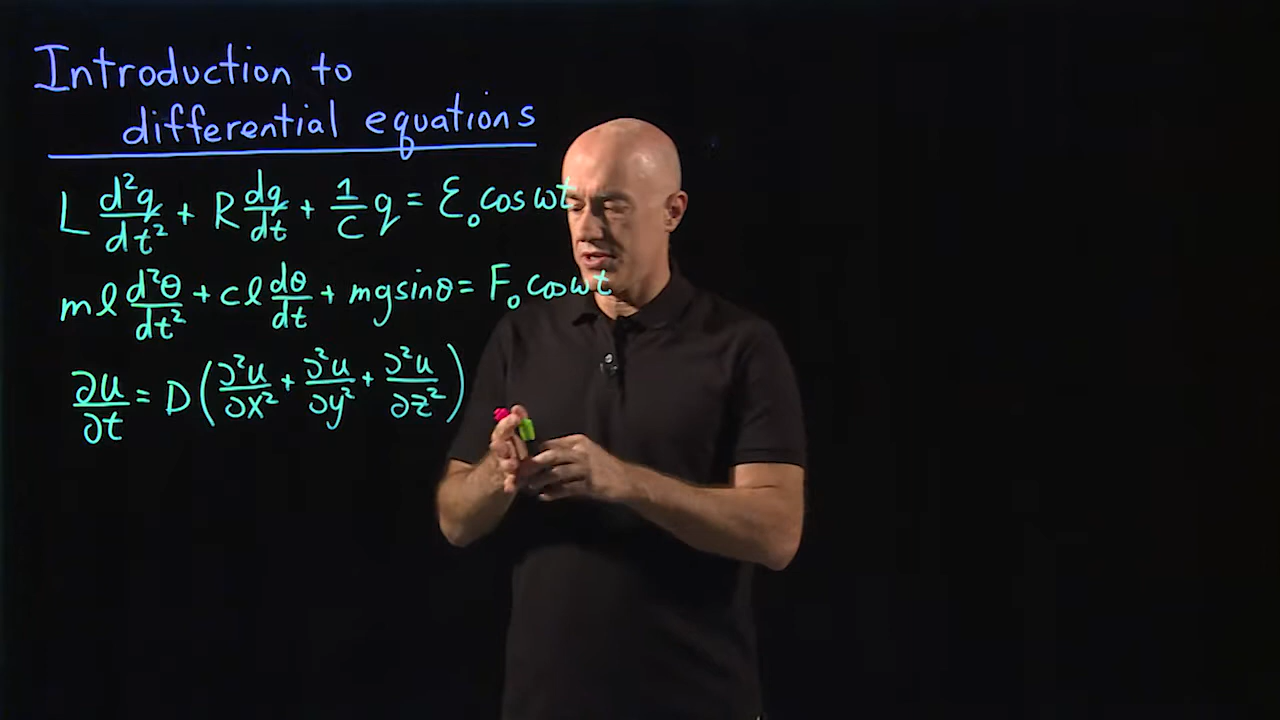 Introduction to
differential equations
L d²q/dt² + R dq/dt + 1/C q = ℰ₀ cos ωt
mℓ d²θ/dt² + cℓ dθ/dt + mg sinθ = F₀ cos ωt
∂u/∂t = D (∂²u/∂x² + ∂²u/∂y² + ∂²u/∂z²)